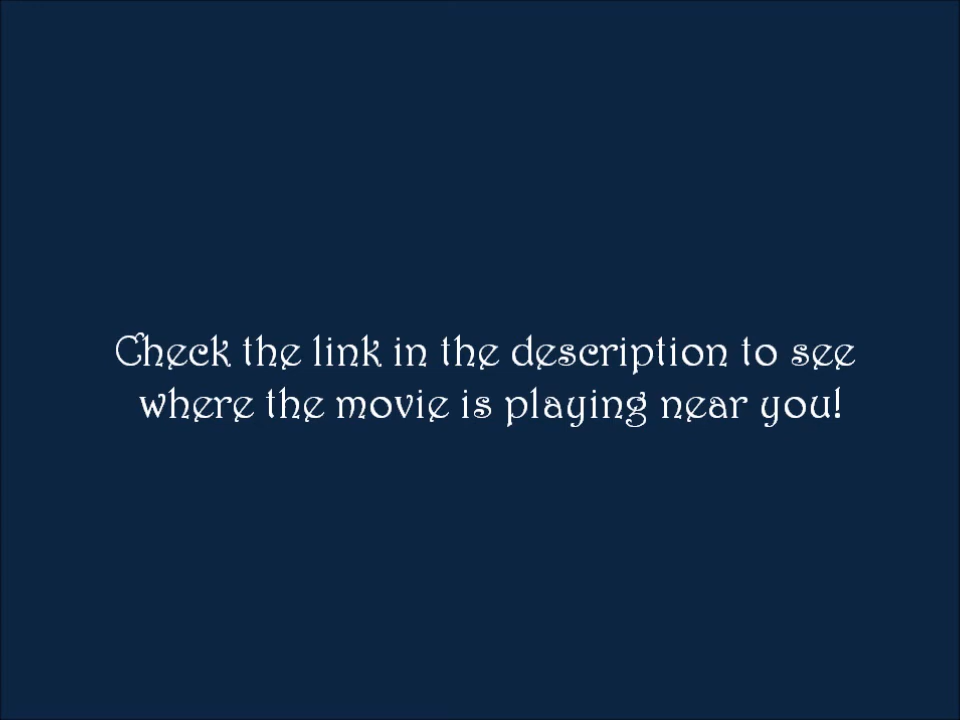 Check the link in the description to see
where the movie is playing near you!